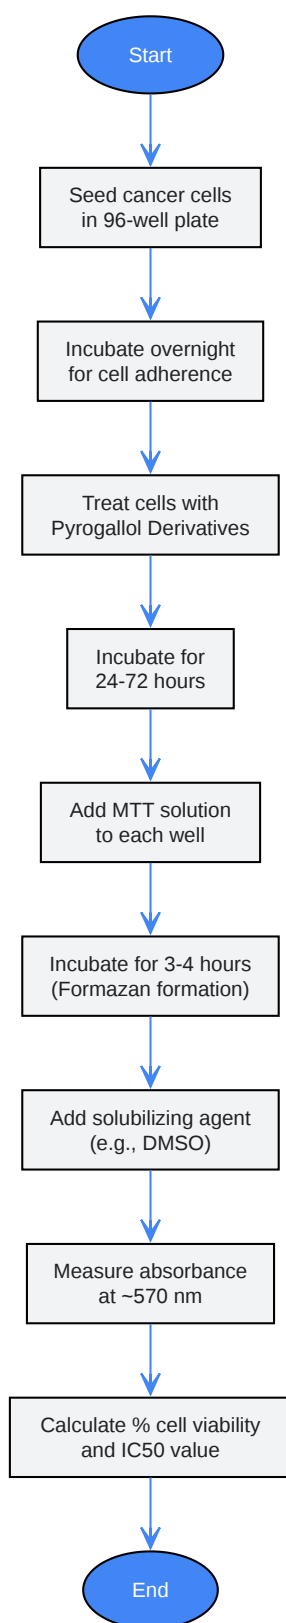 Start
Seed cancer cells
in 96-well plate
Incubate overnight
for cell adherence
Treat cells with
Pyrogallol Derivatives
Incubate for
24-72 hours
Add MTT solution
to each well
Incubate for 3-4 hours
(Formazan formation)
Add solubilizing agent
(e.g., DMSO)
Measure absorbance
at ~570 nm
Calculate % cell viability
and IC50 value
End